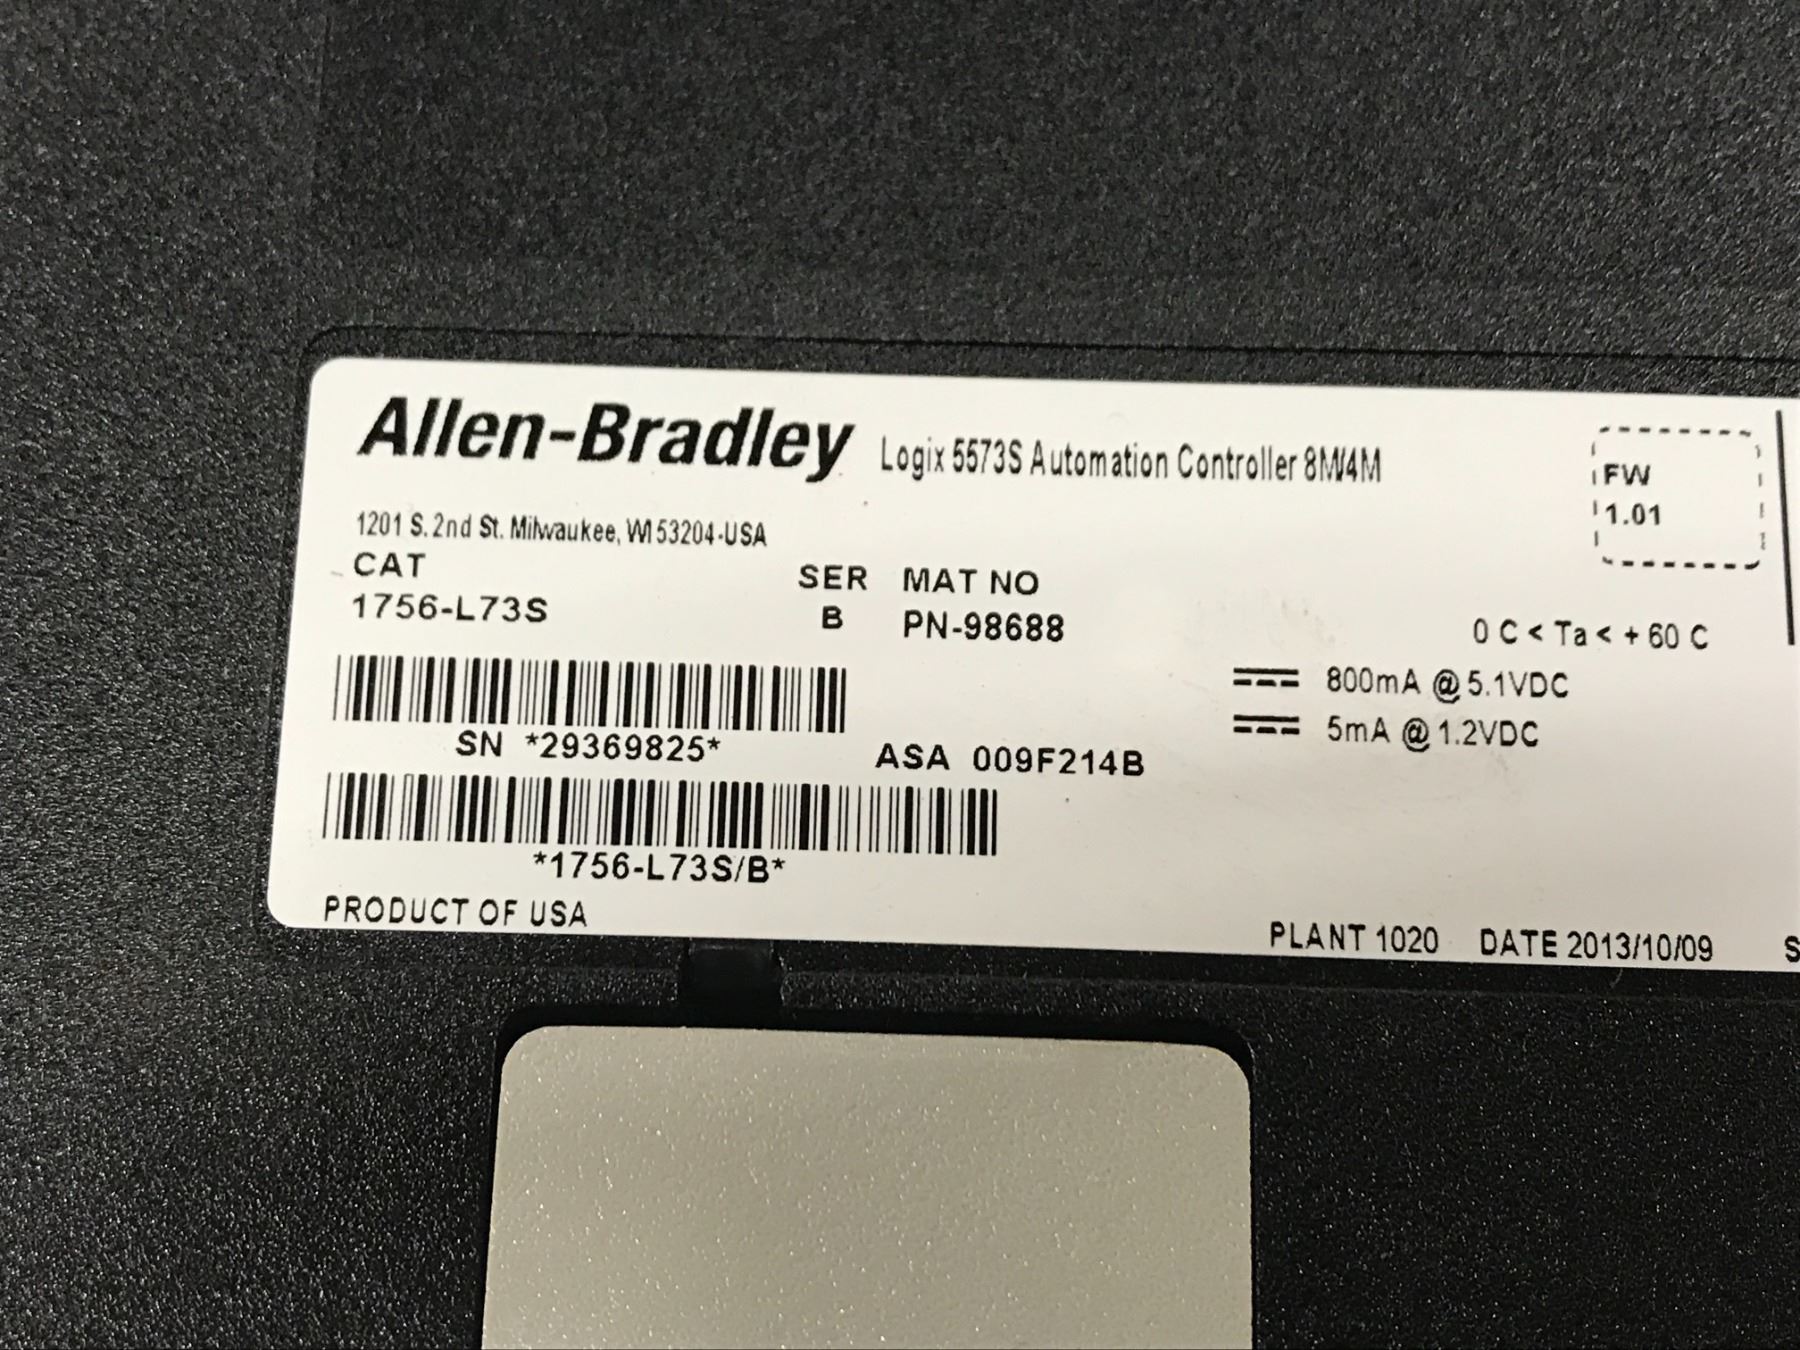 Allen-Bradley Logix 5573S Automation Controller 8M/4M
FW
1.01
1201 S. 2nd St. Milwaukee, WI 53204-USA
CAT SER MAT NO
1756-L73S B PN-98688
0 C < Ta < + 60 C
800mA @ 5.1VDC
5mA @ 1.2VDC
SN *29369825* ASA 009F214B
*1756-L73S/B*
PRODUCT OF USA
PLANT 1020 DATE 2013/10/09 S